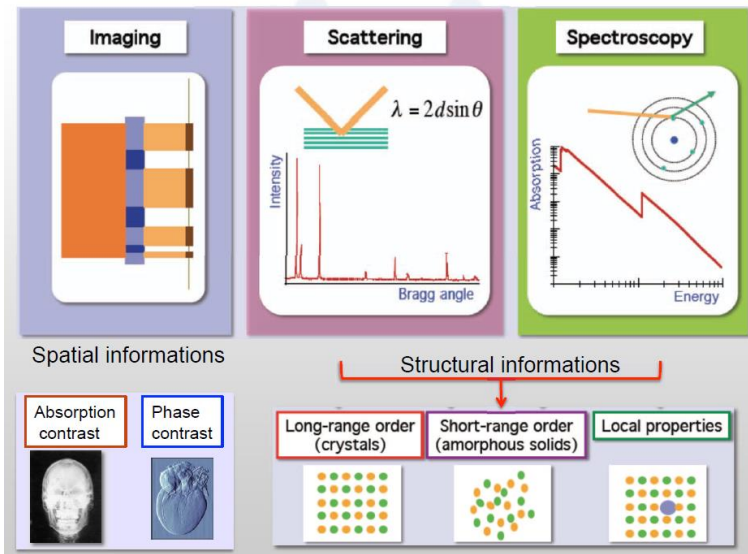 Imaging
Scattering
Spectroscopy
λ = 2d sin θ
Intensity
Bragg angle
Absorption
Energy
Spatial informations
Structural informations
Absorption
contrast
Phase
contrast
Long-range order
(crystals)
Short-range order
(amorphous solids)
Local properties